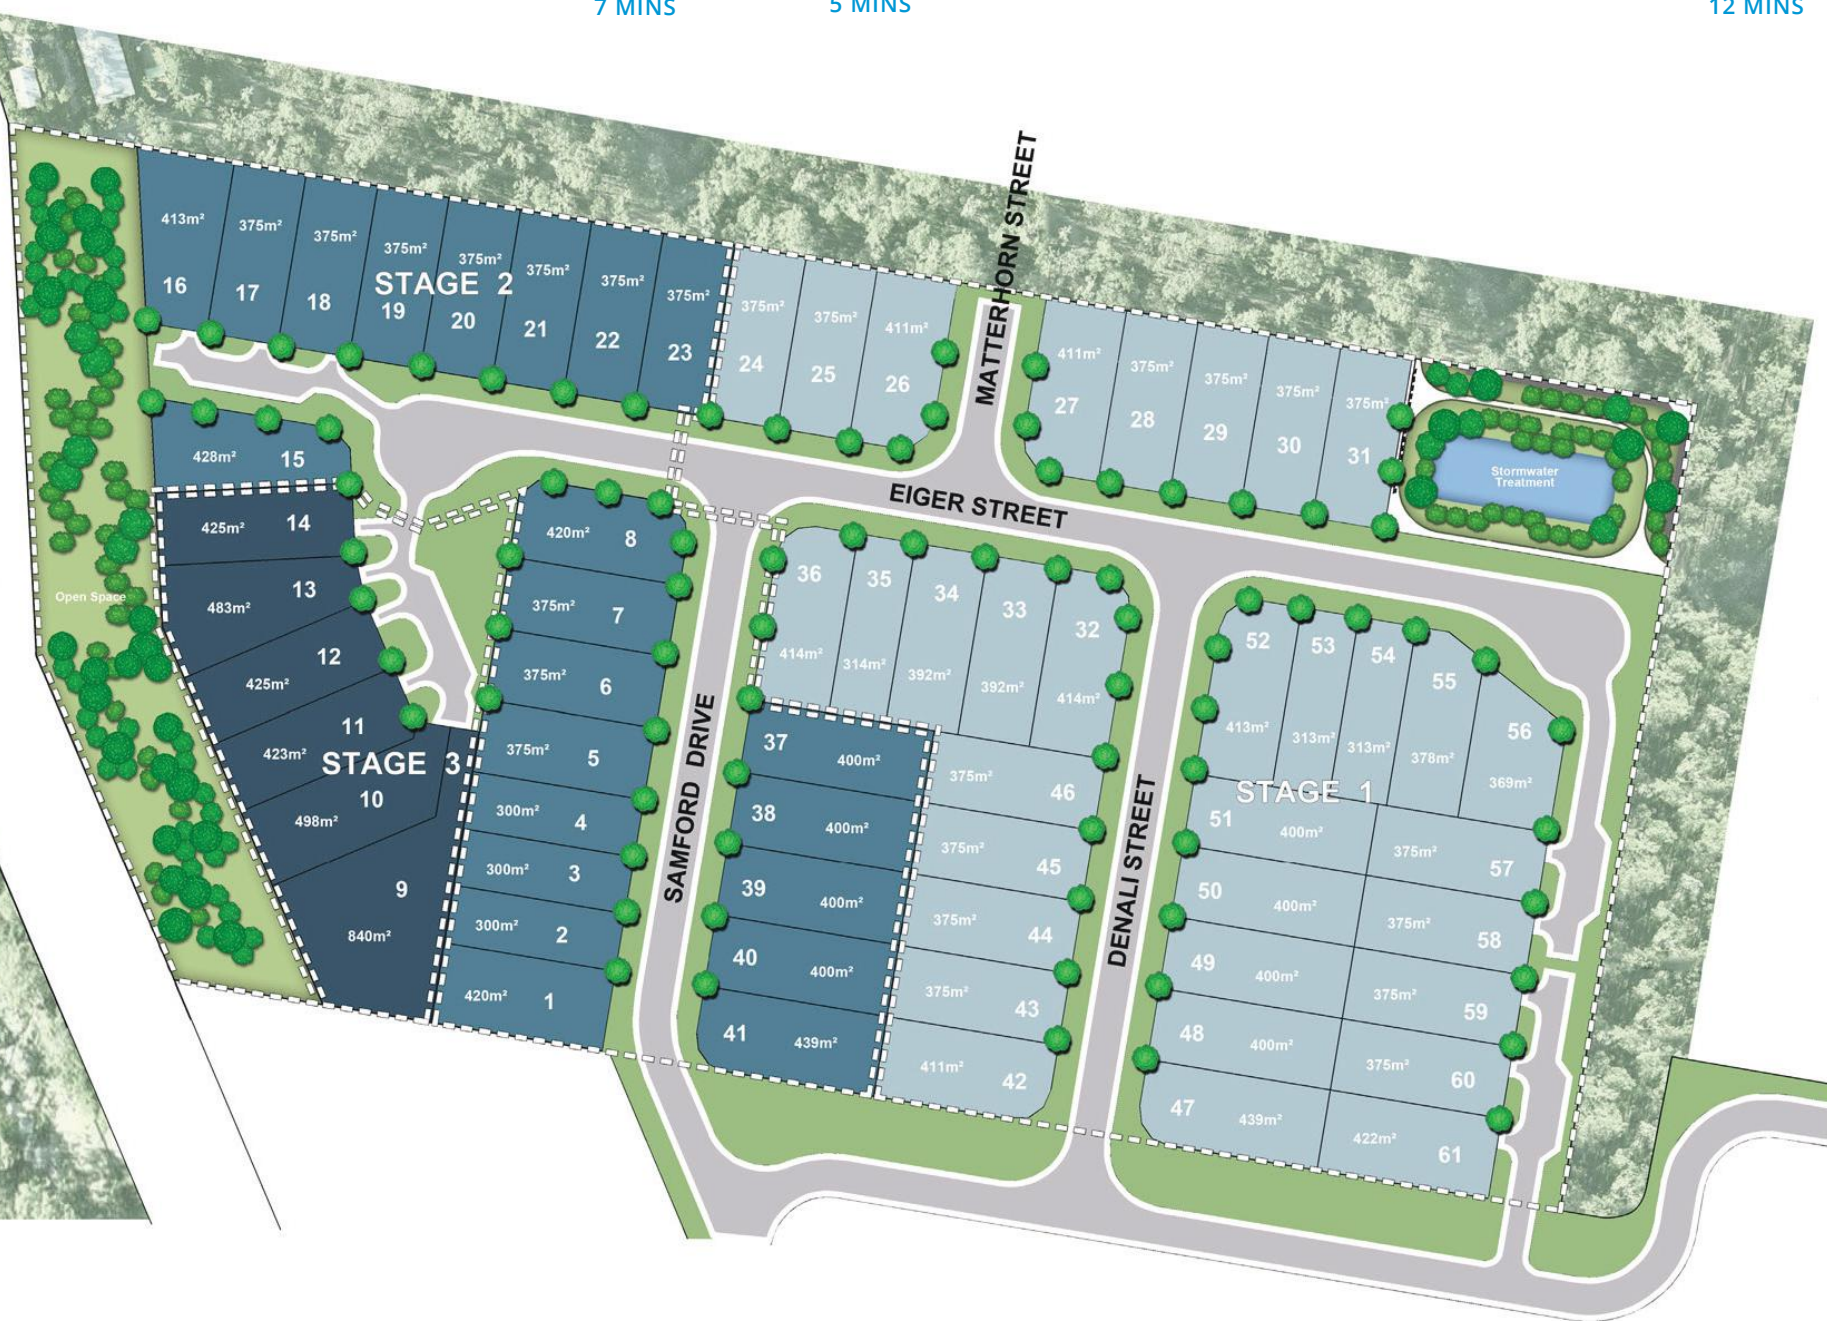 7 MINS
5 MINS
12 MINS
MATTERHORN STREET
413m²
375m²
375m²
375m²
375m²
375m²
375m²
375m²
STAGE 2
16
17
18
19
20
21
22
23
375m²
375m²
411m²
24
25
26
411m²
375m²
375m²
375m²
375m²
27
28
29
30
31
Stormwater
Treatment
428m² 15
EIGER STREET
425m² 14
483m² 13
425m² 12
423m² 11
STAGE 3
10
498m²
9
840m²
Open Space
420m² 8
375m² 7
375m² 6
375m² 5
300m² 4
300m² 3
300m² 2
420m² 1
SAMFORD DRIVE
36
35
34
33
32
414m²
314m²
392m²
392m²
414m²
37 400m²
38 400m²
39 400m²
40 400m²
41 439m²
375m² 46
375m² 45
375m² 44
375m² 43
411m² 42
DENALI STREET
52
53
54
55
56
413m²
313m²
313m²
378m²
369m²
STAGE 1
51 400m²
50 400m²
49 400m²
48 400m²
47 439m²
375m² 57
375m² 58
375m² 59
375m² 60
422m² 61